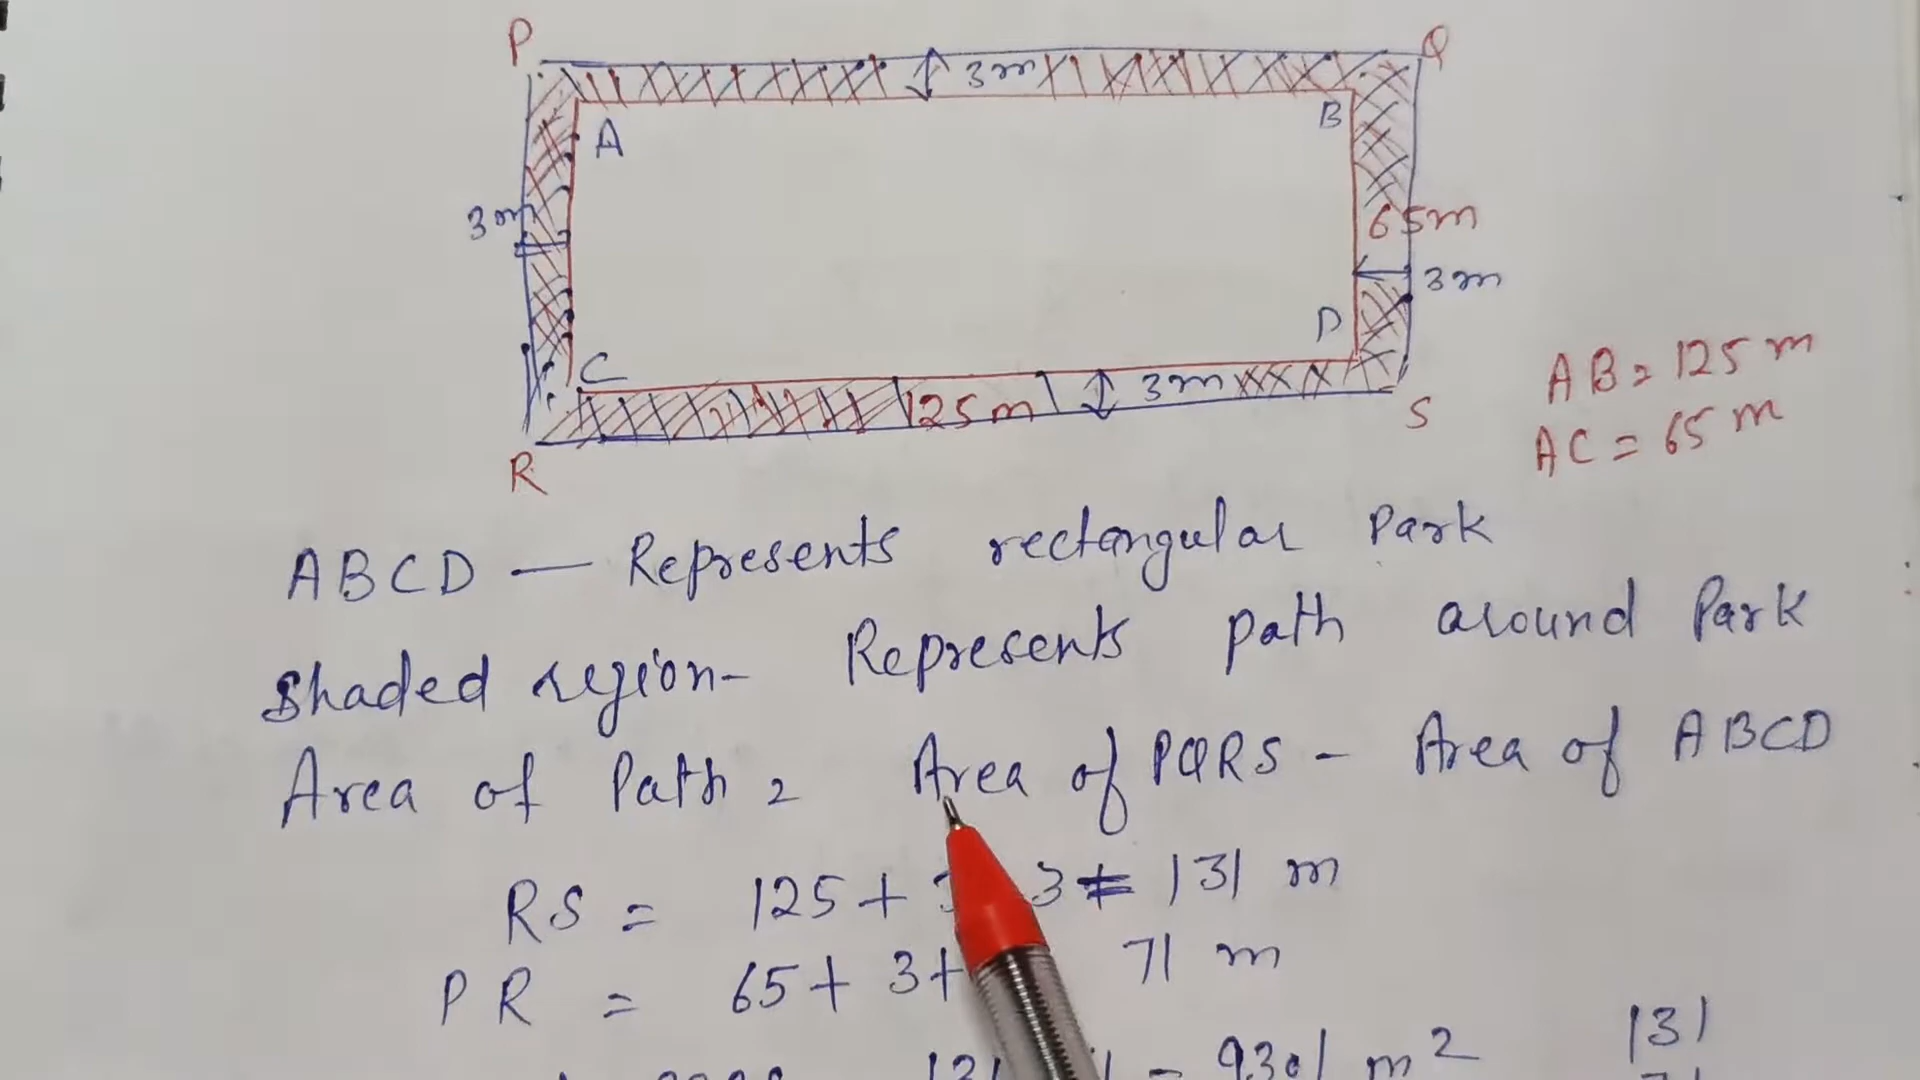 P
Q
3m
A
B
3m
65m
3m
D
C
3m
125m
S
R
AB = 125 m
AC = 65 m
ABCD — Represents rectangular Park
Shaded region - Represents path around Park
Area of Path = Area of PQRS - Area of ABCD
RS = 125 + 3 = 131 m
PR = 65 + 3 + 71 m
131
= 9301 m²